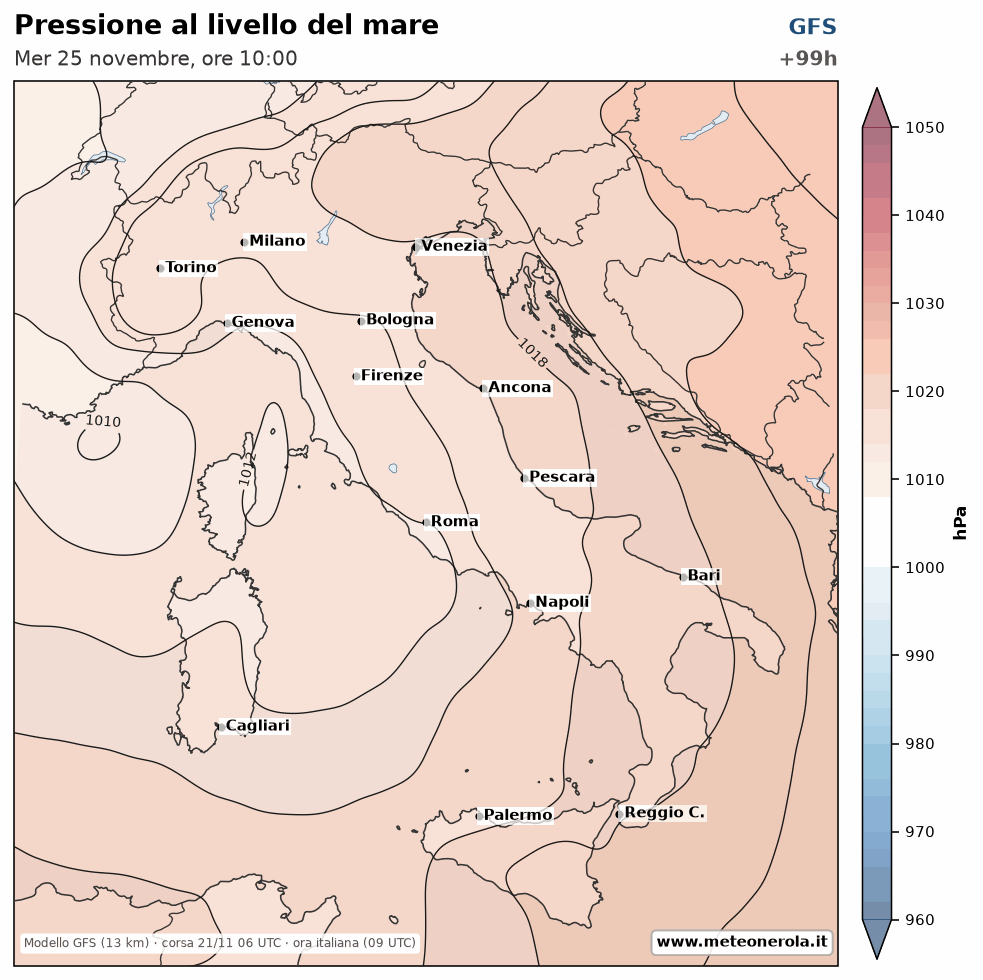 Pressione al livello del mare
GFS
Mer 25 novembre, ore 10:00
+99h
Milano
Venezia
Torino
Genova
Bologna
1018
Firenze
Ancona
1010
1012
Pescara
Roma
Bari
Napoli
Cagliari
Palermo
Reggio C.
Modello GFS (13 km) · corsa 21/11 06 UTC · ora italiana (09 UTC)
www.meteonerola.it
1050
1040
1030
1020
1010
1000
990
980
970
960
hPa